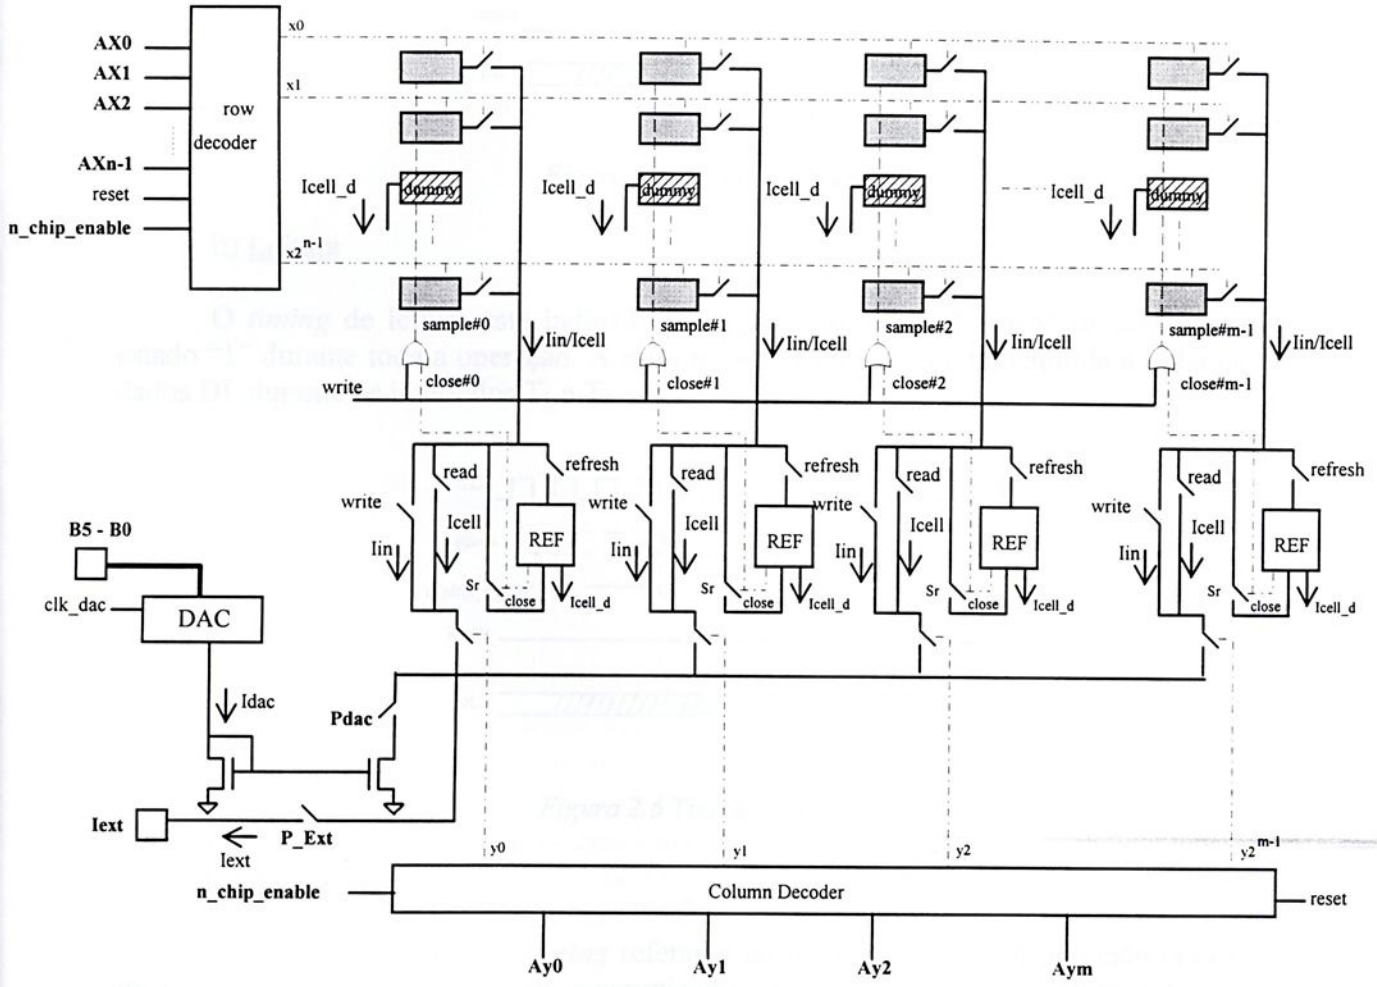 x0
AX0
AX1
x1
AX2
row
decoder
AXn-1
reset
n_chip_enable
x2^n-1
dummy
dummy
dummy
dummy
Icell_d
Icell_d
Icell_d
Icell_d
sample#0
sample#1
sample#2
sample#m-1
Iin/Icell
Iin/Icell
Iin/Icell
Iin/Icell
close#0
close#1
close#2
close#m-1
write
read
refresh
read
refresh
read
refresh
read
refresh
write
write
write
write
Icell
REF
Icell
REF
Icell
REF
Icell
REF
Iin
Iin
Iin
Iin
Sr
close
Icell_d
Sr
close
Icell_d
Sr
close
Icell_d
Sr
close
Icell_d
B5 - B0
clk_dac
DAC
Idac
Pdac
Iext
P_Ext
Iext
y0
y1
y2
y2^m-1
n_chip_enable
Column Decoder
reset
Ay0
Ay1
Ay2
Aym